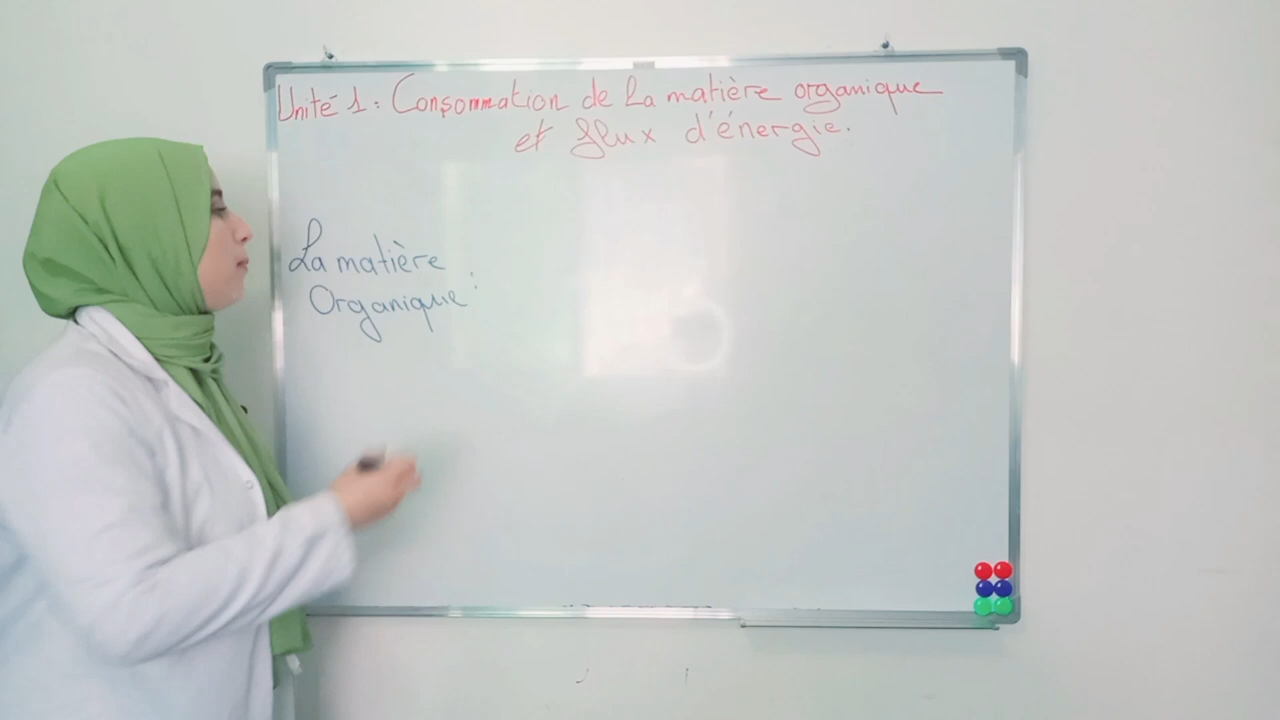 Unité 1 : Consommation de la matière organique
et flux d'énergie.
La matière
Organique :